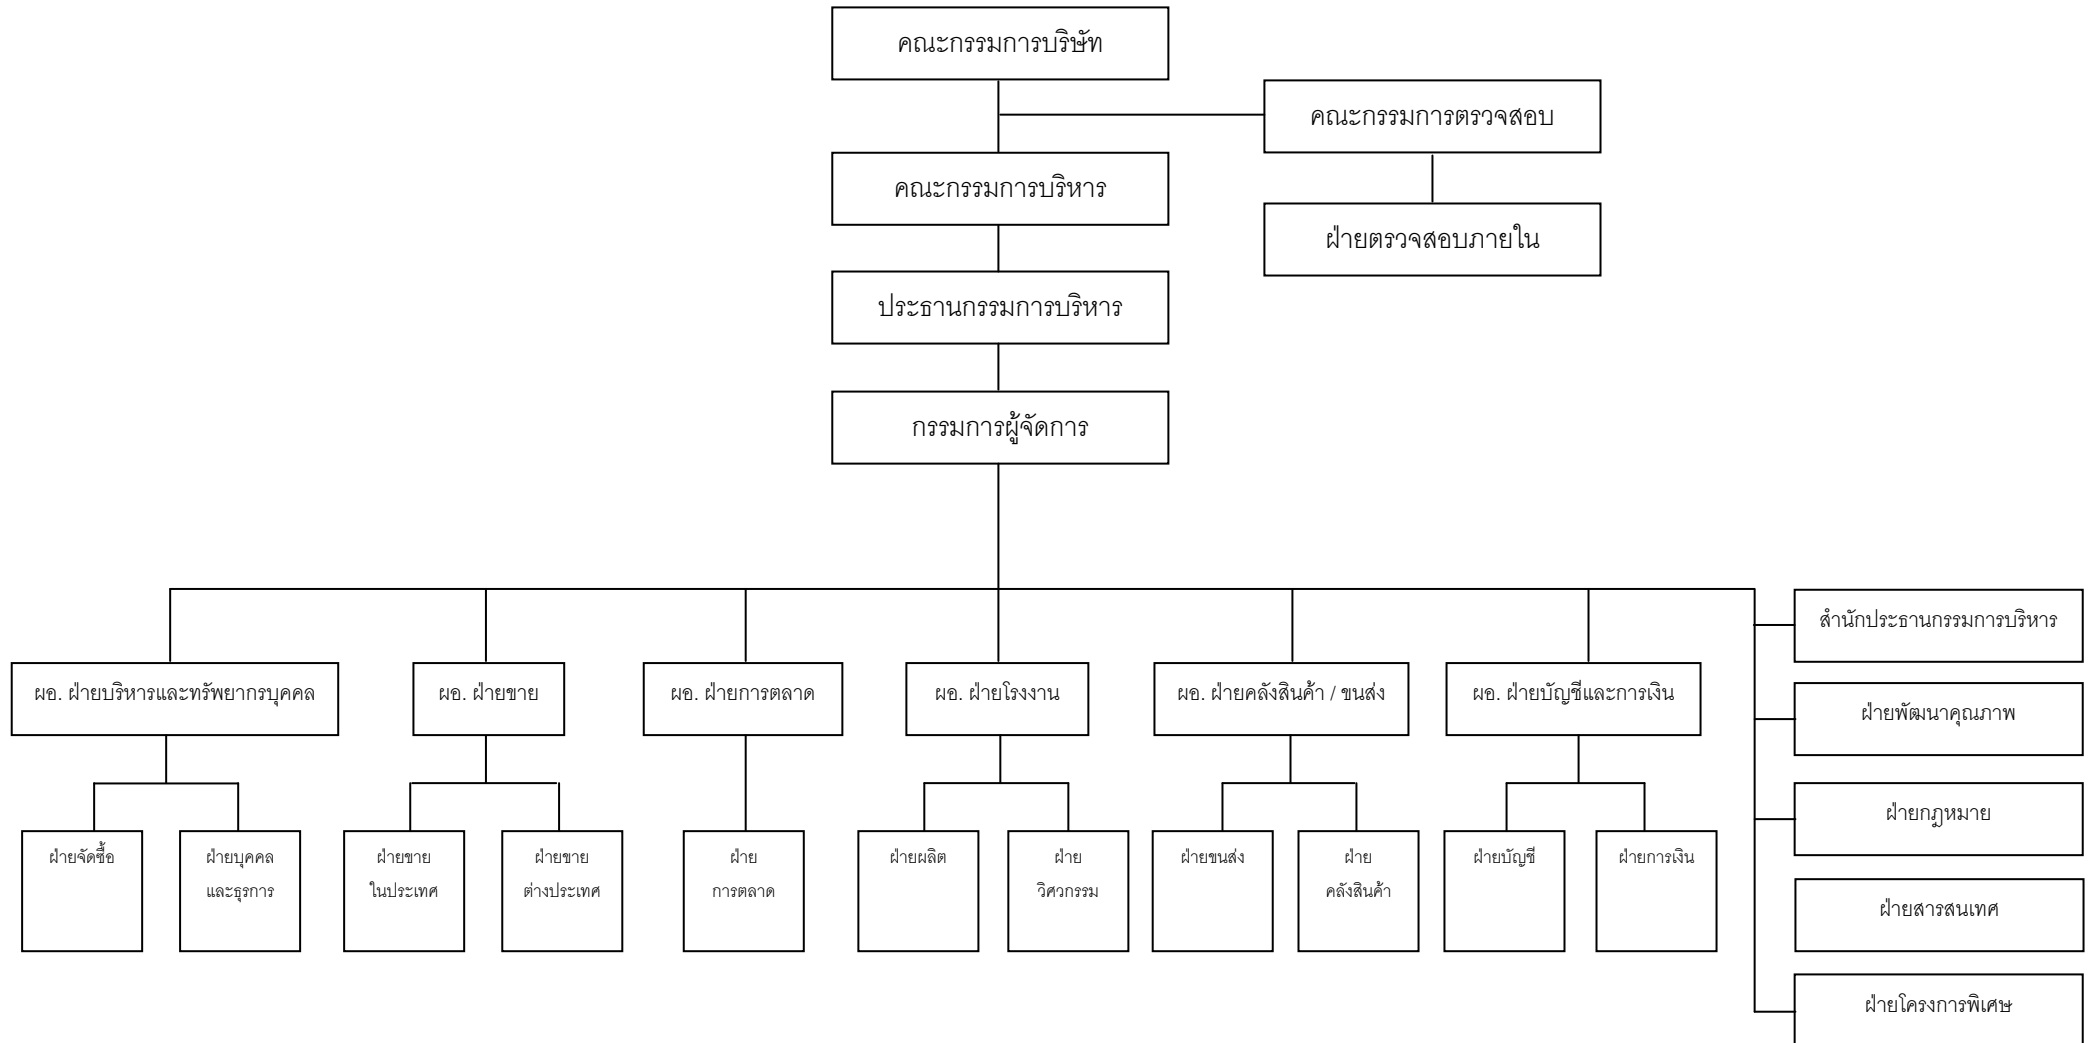 คณะกรรมการบริษัท
คณะกรรมการตรวจสอบ
คณะกรรมการบริหาร
ฝ่ายตรวจสอบภายใน
ประธานกรรมการบริหาร
กรรมการผู้จัดการ
สำนักประธานกรรมการบริหาร
ผอ. ฝ่ายบริหารและทรัพยากรบุคคล
ผอ. ฝ่ายขาย
ผอ. ฝ่ายการตลาด
ผอ. ฝ่ายโรงงาน
ผอ. ฝ่ายคลังสินค้า / ขนส่ง
ผอ. ฝ่ายบัญชีและการเงิน
ฝ่ายพัฒนาคุณภาพ
ฝ่ายกฎหมาย
ฝ่ายจัดซื้อ
ฝ่ายบุคคล
และธุรการ
ฝ่ายขาย
ในประเทศ
ฝ่ายขาย
ต่างประเทศ
ฝ่าย
การตลาด
ฝ่ายผลิต
ฝ่าย
วิศวกรรม
ฝ่ายขนส่ง
ฝ่าย
คลังสินค้า
ฝ่ายบัญชี
ฝ่ายการเงิน
ฝ่ายสารสนเทศ
ฝ่ายโครงการพิเศษ